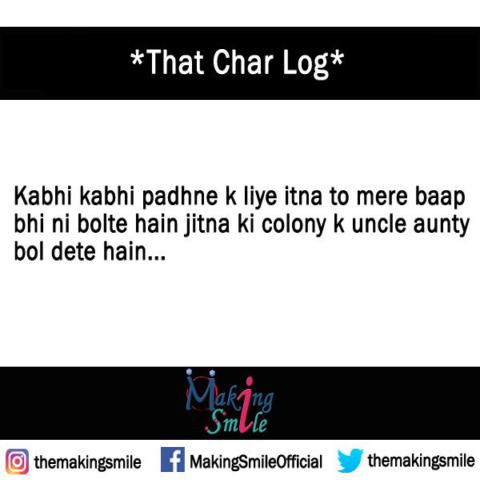 *That Char Log*
Kabhi kabhi padhne k liye itna to mere baap
bhi ni bolte hain jitna ki colony k uncle aunty
bol dete hain...
Making
Smile
themakingsmile MakingSmileOfficial themakingsmile